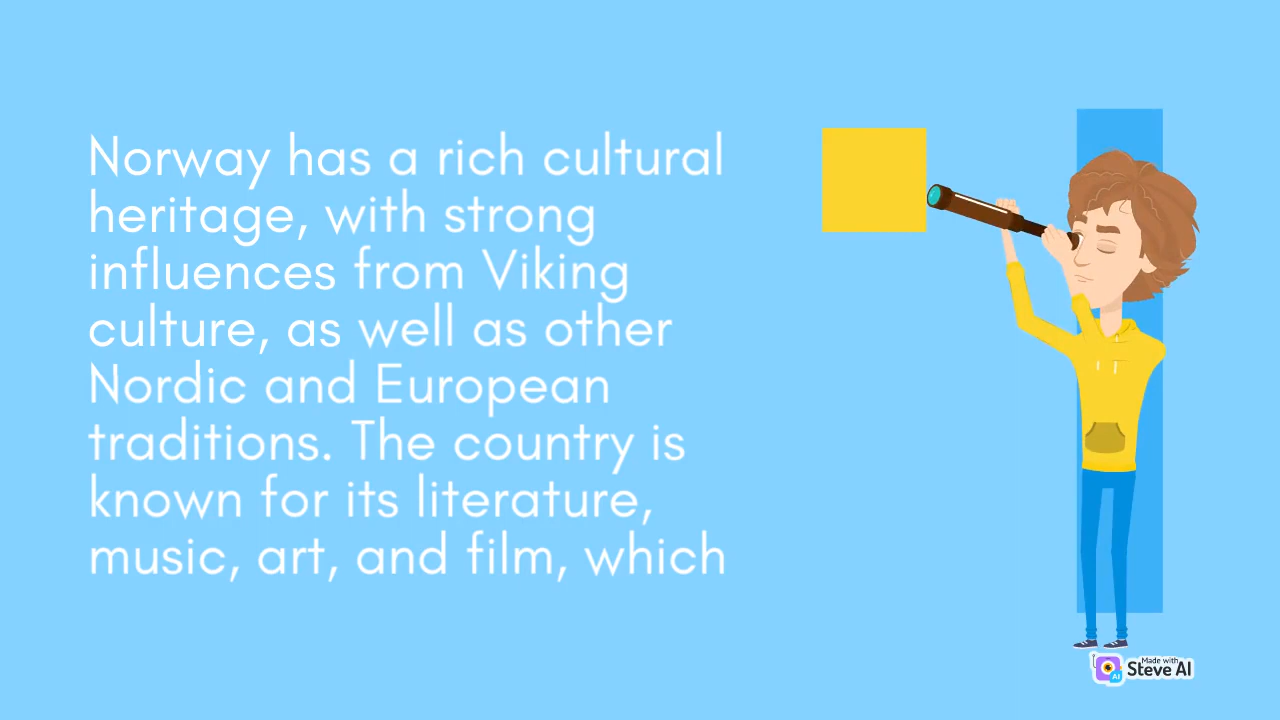 Norway has a rich cultural
heritage, with strong
influences from Viking
culture, as well as other
Nordic and European
traditions. The country is
known for its literature,
music, art, and film, which
Made with
Steve AI
AI